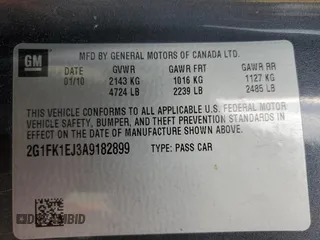 GM
MFD BY GENERAL MOTORS OF CANADA LTD.
DATE GVWR GAWR FRT GAWR RR
01/10 2143 KG 1016 KG 1127 KG
4724 LB 2239 LB 2485 LB
THIS VEHICLE CONFORMS TO ALL APPLICABLE U.S. FEDERAL MOTOR
VEHICLE SAFETY, BUMPER, AND THEFT PREVENTION STANDARDS IN
EFFECT ON THE DATE OF MANUFACTURE SHOWN ABOVE.
2G1FK1EJ3A9182899 TYPE: PASS CAR